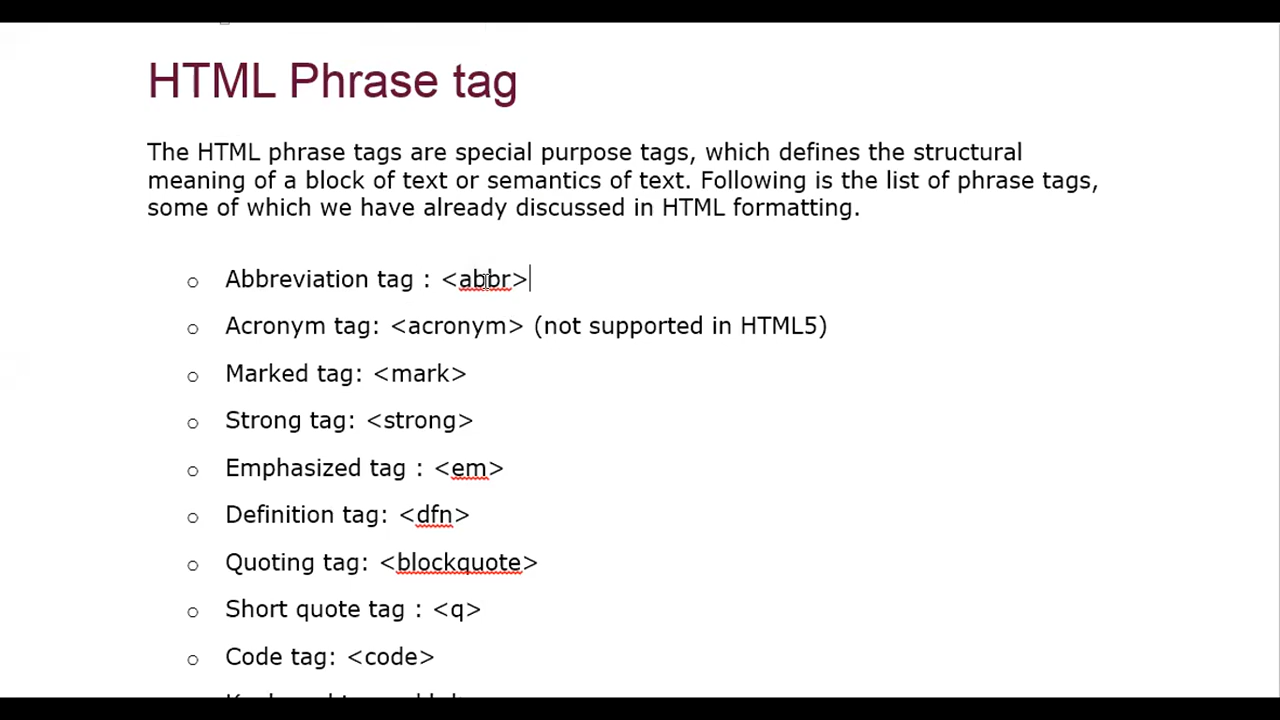 HTML Phrase tag
The HTML phrase tags are special purpose tags, which defines the structural
meaning of a block of text or semantics of text. Following is the list of phrase tags,
some of which we have already discussed in HTML formatting.
o Abbreviation tag : <abbr>
o Acronym tag: <acronym> (not supported in HTML5)
o Marked tag: <mark>
o Strong tag: <strong>
o Emphasized tag : <em>
o Definition tag: <dfn>
o Quoting tag: <blockquote>
o Short quote tag : <q>
o Code tag: <code>